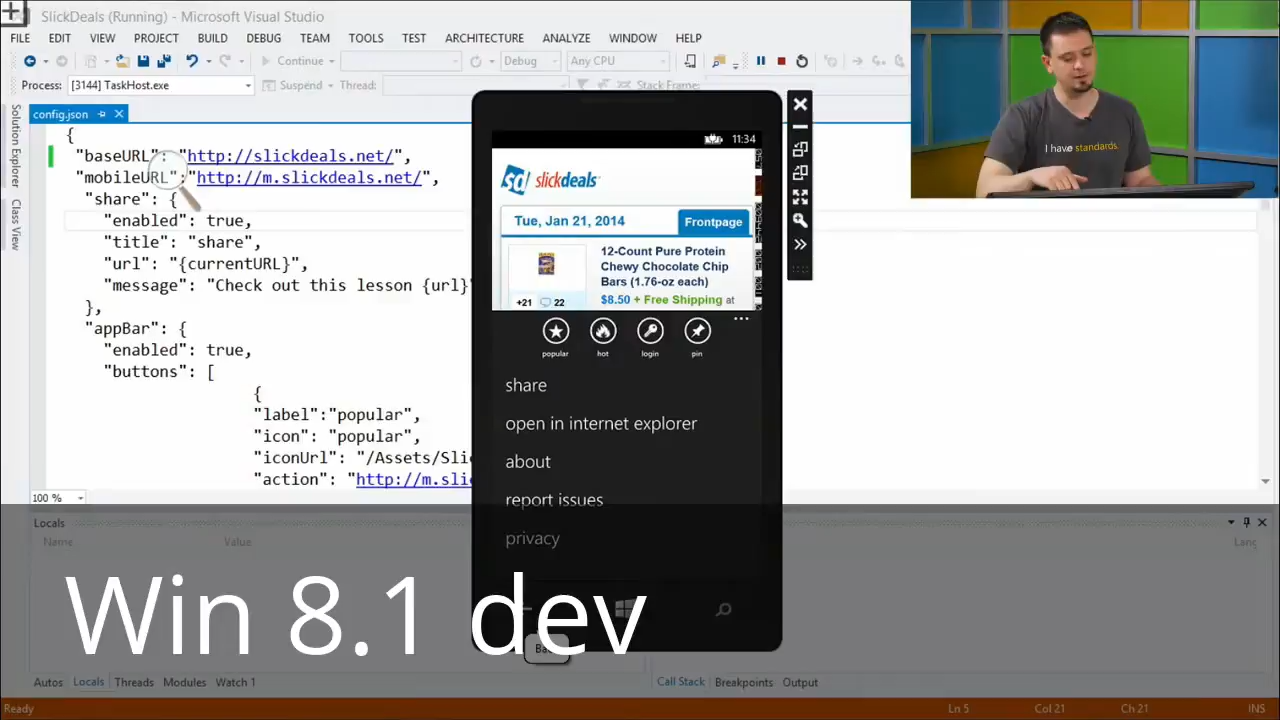 SlickDeals (Running) - Microsoft Visual Studio
FILE EDIT VIEW PROJECT BUILD DEBUG TEAM TOOLS TEST ARCHITECTURE ANALYZE WINDOW HELP
Continue Debug Any CPU
Process: [3144] TaskHost.exe Suspend Thread: Stack Frame:
config.json
Solution Explorer
Class View
{
"baseURL": "http://slickdeals.net/",
"mobileURL":"http://m.slickdeals.net/",
"share": {
"enabled": true,
"title": "share",
"url": "{currentURL}",
"message": "Check out this lesson {url}"
},
"appBar": {
"enabled": true,
"buttons": [
{
"label":"popular",
"icon": "popular",
"iconUrl": "/Assets/Sli
"action": "http://m.sli
100 %
11:34
sd slickdeals
Tue, Jan 21, 2014 Frontpage
12-Count Pure Protein
Chewy Chocolate Chip
Bars (1.76-oz each)
$8.50 + Free Shipping at
+21 22
popular hot login pin
share
open in internet explorer
about
report issues
privacy
I have standards.
Locals
Name Value
Win 8.1 dev
Autos Locals Threads Modules Watch 1
Call Stack Breakpoints Output
Ready Ln 5 Col 21 Ch 21 INS